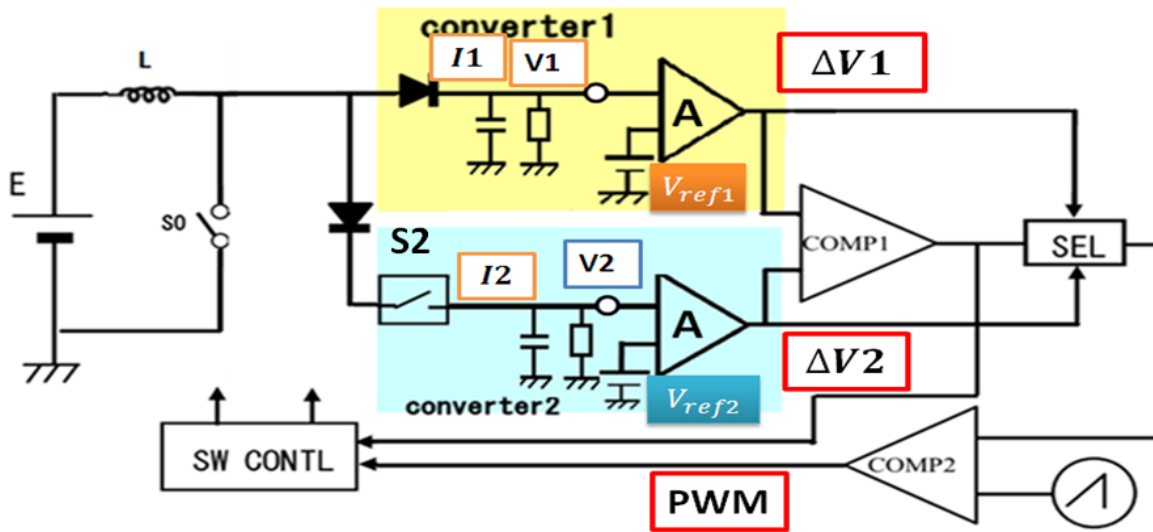 converter1
L
I1
V1
ΔV1
A
E
S0
V_ref1
S2
COMP1
SEL
I2
V2
A
ΔV2
V_ref2
converter2
SW CONTL
COMP2
PWM